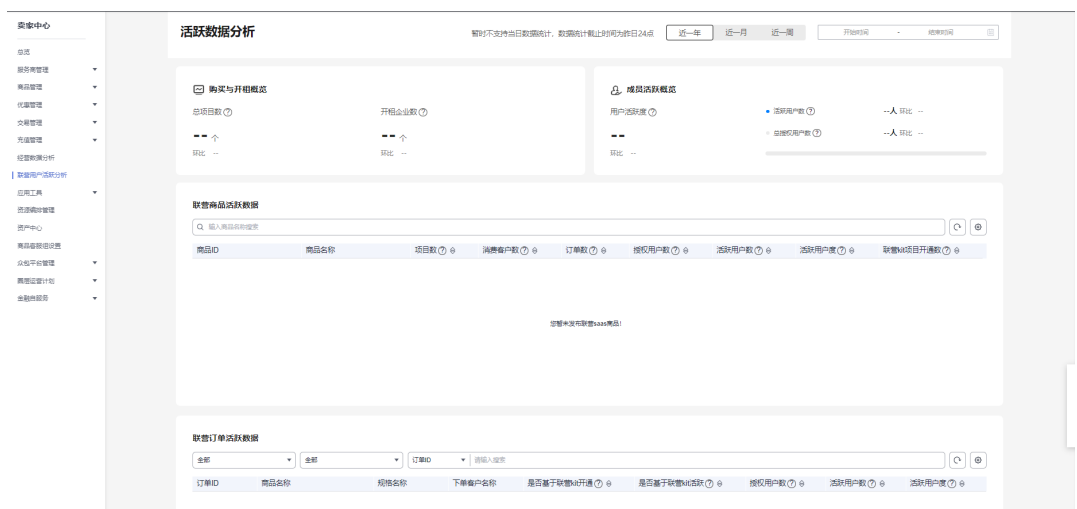 卖家中心
总览
服务商管理
商品管理
优惠管理
交易管理
充值管理
经营数据分析
联营用户活跃分析
应用工具
资源编排管理
资产中心
商品客服组设置
众包平台管理
高密运营计划
金融自服务
活跃数据分析
暂时不支持当日数据统计，数据统计截止时间为昨日24点
近一年 近一月 近一周
开始时间 - 结束时间
购买与开租概览
总项目数 ? 开租企业数 ?
-- 个 -- 个
环比 -- 环比 --
成员活跃概览
用户活跃度 ? 活跃用户数 ? --人 环比 --
-- 总授权用户数 ? --人 环比 --
环比 --
联营商品活跃数据
输入商品名称搜索
商品ID 商品名称 项目数 ? 消费客户数 ? 订单数 ? 授权用户数 ? 活跃用户数 ? 活跃用户度 ? 联营kit项目开通数 ?
您暂未发布联营saas商品！
联营订单活跃数据
全部 全部 订单ID 请输入搜索
订单ID 商品名称 规格名称 下单客户名称 是否基于联营kit开通 ? 是否基于联营kit活跃 ? 授权用户数 ? 活跃用户数 ? 活跃用户度 ?